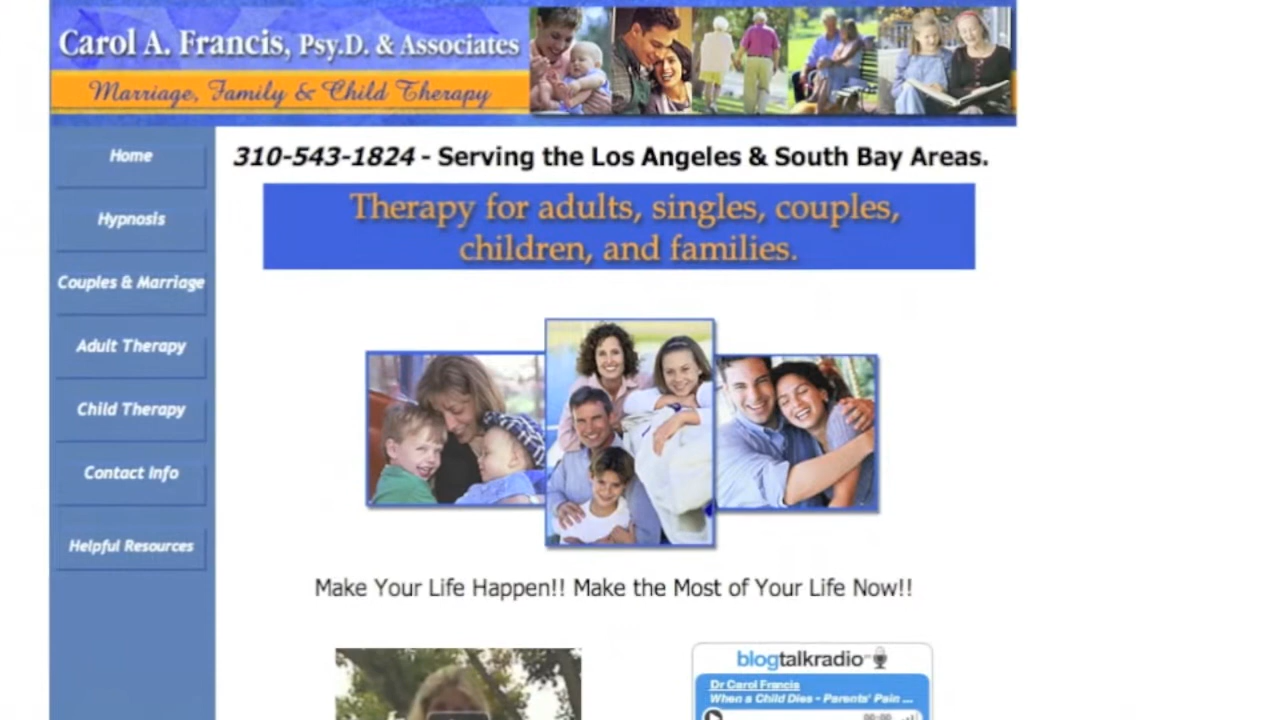 Carol A. Francis, Psy.D. & Associates
Marriage, Family & Child Therapy
Home
Hypnosis
Couples & Marriage
Adult Therapy
Child Therapy
Contact Info
Helpful Resources
310-543-1824 - Serving the Los Angeles & South Bay Areas.
Therapy for adults, singles, couples,
children, and families.
Make Your Life Happen!! Make the Most of Your Life Now!!
blogtalkradio
Dr Carol Francis
When a Child Dies - Parents' Pain ...
00:00